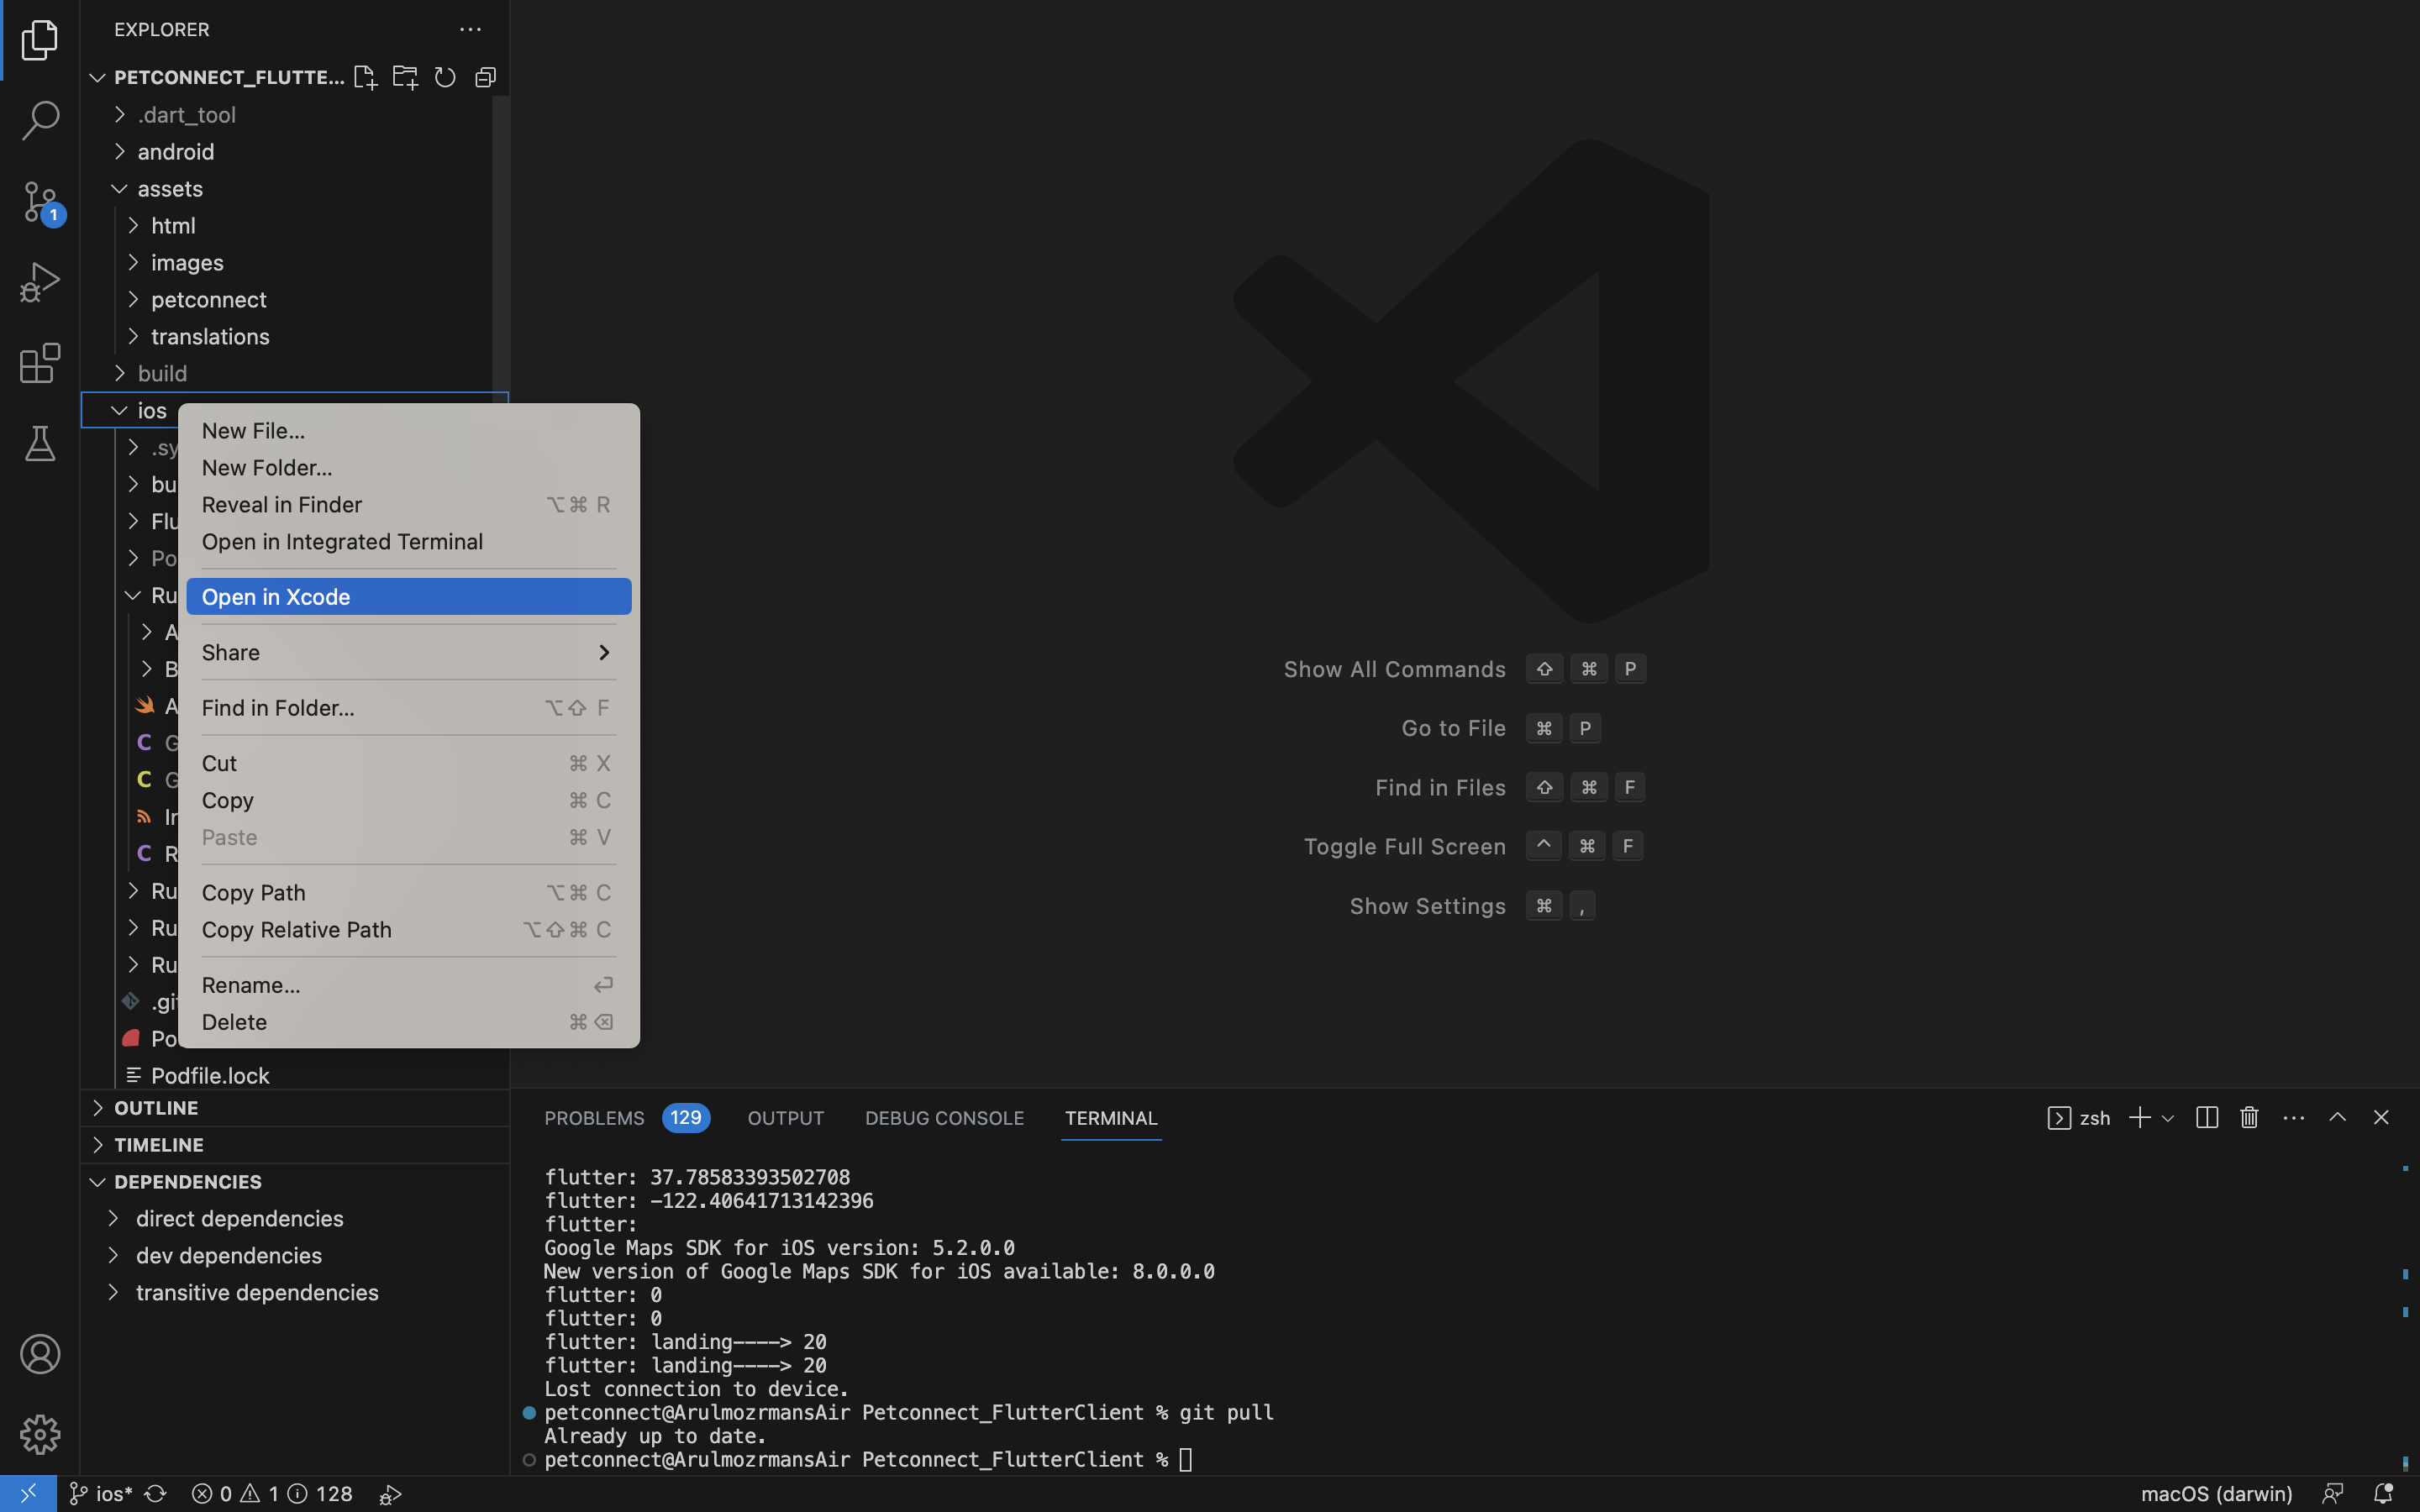 EXPLORER
PETCONNECT_FLUTTE...
.dart_tool
android
assets
html
images
petconnect
translations
build
ios
.sy
bu
Flu
Po
Ru
A
B
A
G
G
In
R
Ru
Ru
Ru
.git
Po
Podfile.lock
New File...
New Folder...
Reveal in Finder ⌥⌘ R
Open in Integrated Terminal
Open in Xcode
Share
Find in Folder... ⌥⇧ F
Cut ⌘ X
Copy ⌘ C
Paste ⌘ V
Copy Path ⌥⌘ C
Copy Relative Path ⌥⇧⌘ C
Rename... ↩
Delete ⌘ ⌫
OUTLINE
TIMELINE
DEPENDENCIES
direct dependencies
dev dependencies
transitive dependencies
1
Show All Commands ⇧ ⌘ P
Go to File ⌘ P
Find in Files ⇧ ⌘ F
Toggle Full Screen ^ ⌘ F
Show Settings ⌘ ,
PROBLEMS 129 OUTPUT DEBUG CONSOLE TERMINAL zsh
flutter: 37.78583393502708
flutter: -122.40641713142396
flutter:
Google Maps SDK for iOS version: 5.2.0.0
New version of Google Maps SDK for iOS available: 8.0.0.0
flutter: 0
flutter: 0
flutter: landing----> 20
flutter: landing----> 20
Lost connection to device.
petconnect@ArulmozrmansAir Petconnect_FlutterClient % git pull
Already up to date.
petconnect@ArulmozrmansAir Petconnect_FlutterClient %
ios* 0 1 128 macOS (darwin)